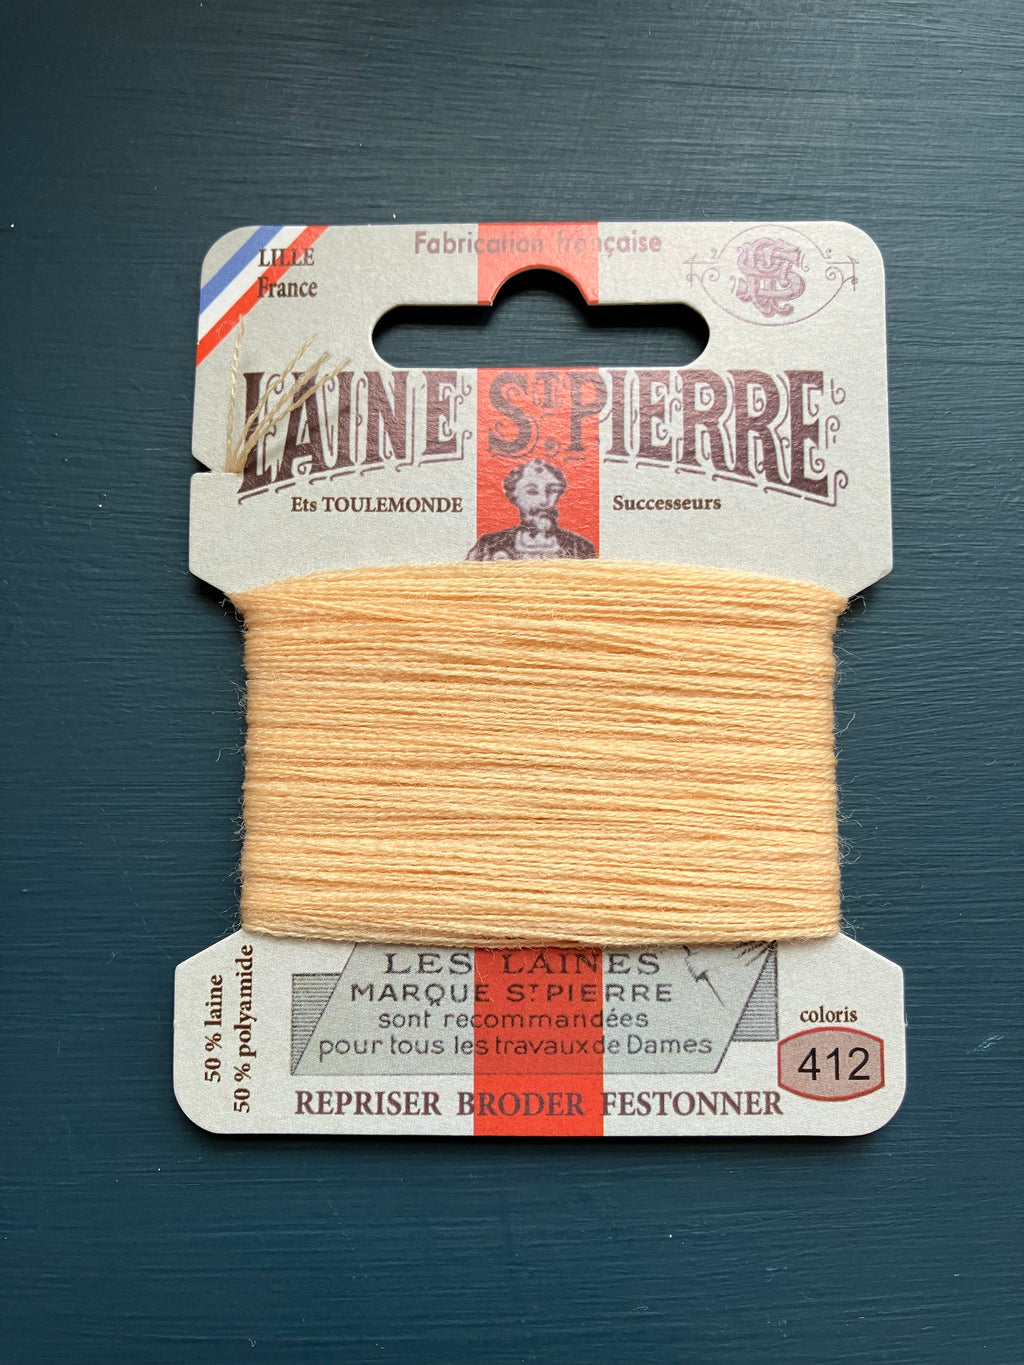 Fabrication française
LILLE
France
LAINE ST. PIERRE
Ets TOULEMONDE Successeurs
LES LAINES
MARQUE ST PIERRE
sont recommandées
pour tous les travaux de Dames
REPRISER BRODER FESTONNER
50 % laine
50 % polyamide
coloris
412